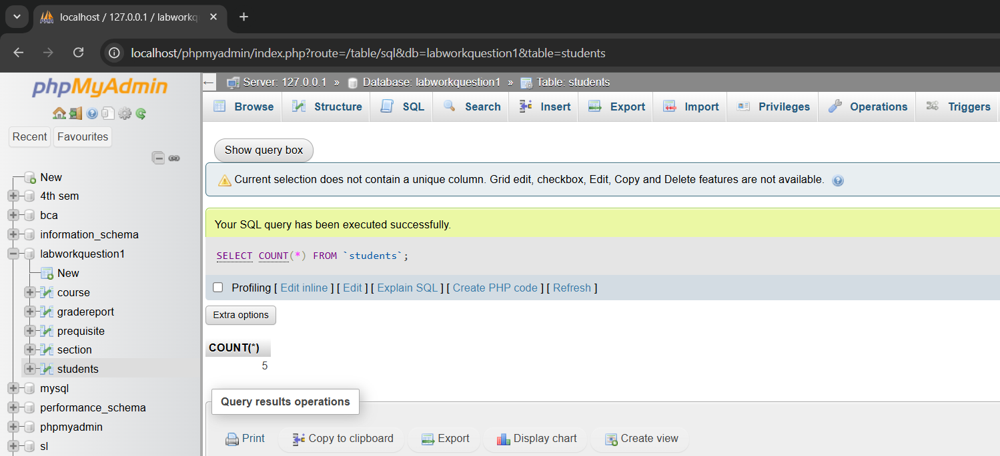 localhost / 127.0.0.1 / labworkq
localhost/phpmyadmin/index.php?route=/table/sql&db=labworkquestion1&table=students
phpMyAdmin
Recent Favourites
New
4th sem
bca
information_schema
labworkquestion1
New
course
gradereport
prequisite
section
students
mysql
performance_schema
phpmyadmin
sl
Server: 127.0.0.1 » Database: labworkquestion1 » Table: students
Browse Structure SQL Search Insert Export Import Privileges Operations Triggers
Show query box
Current selection does not contain a unique column. Grid edit, checkbox, Edit, Copy and Delete features are not available.
Your SQL query has been executed successfully.
SELECT COUNT(*) FROM `students`;
Profiling [ Edit inline ] [ Edit ] [ Explain SQL ] [ Create PHP code ] [ Refresh ]
Extra options
COUNT(*)
5
Query results operations
Print Copy to clipboard Export Display chart Create view